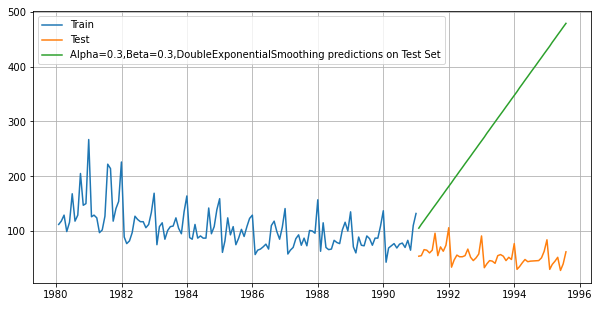 500
400
300
200
100
Train
Test
Alpha=0.3,Beta=0.3,DoubleExponentialSmoothing predictions on Test Set
1980 1982 1984 1986 1988 1990 1992 1994 1996